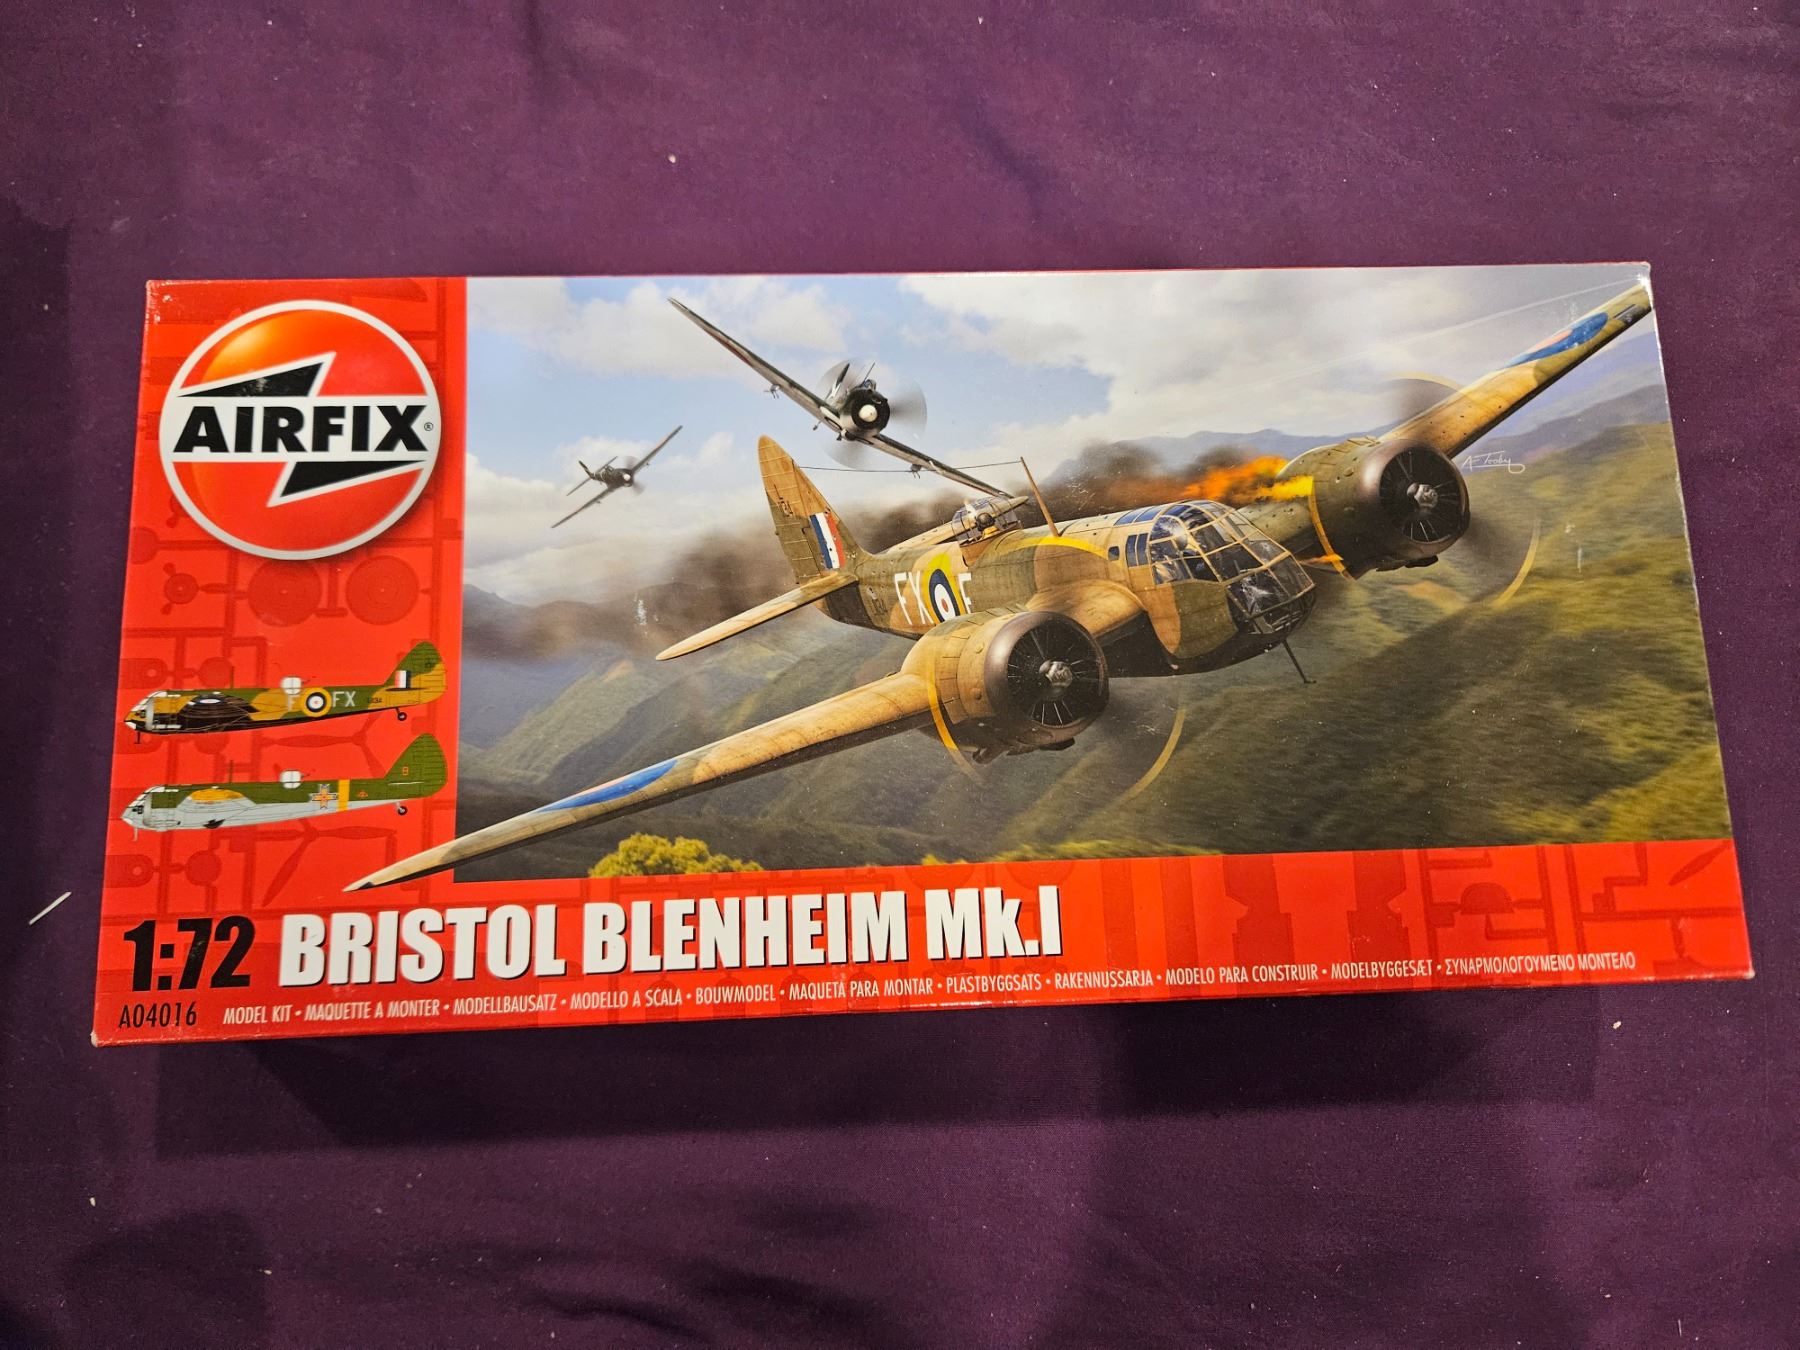 AIRFIX®
A E Tooby
FX F
F FX
1:72 BRISTOL BLENHEIM Mk.I
A04016 MODEL KIT • MAQUETTE A MONTER • MODELLBAUSATZ • MODELLO A SCALA • BOUWMODEL • MAQUETA PARA MONTAR • PLASTBYGGSATS • RAKENNUSSARJA • MODELO PARA CONSTRUIR • MODELBYGGESÆT • ΣΥΝΑΡΜΟΛΟΓΟΥΜΕΝΟ ΜΟΝΤΕΛΟ